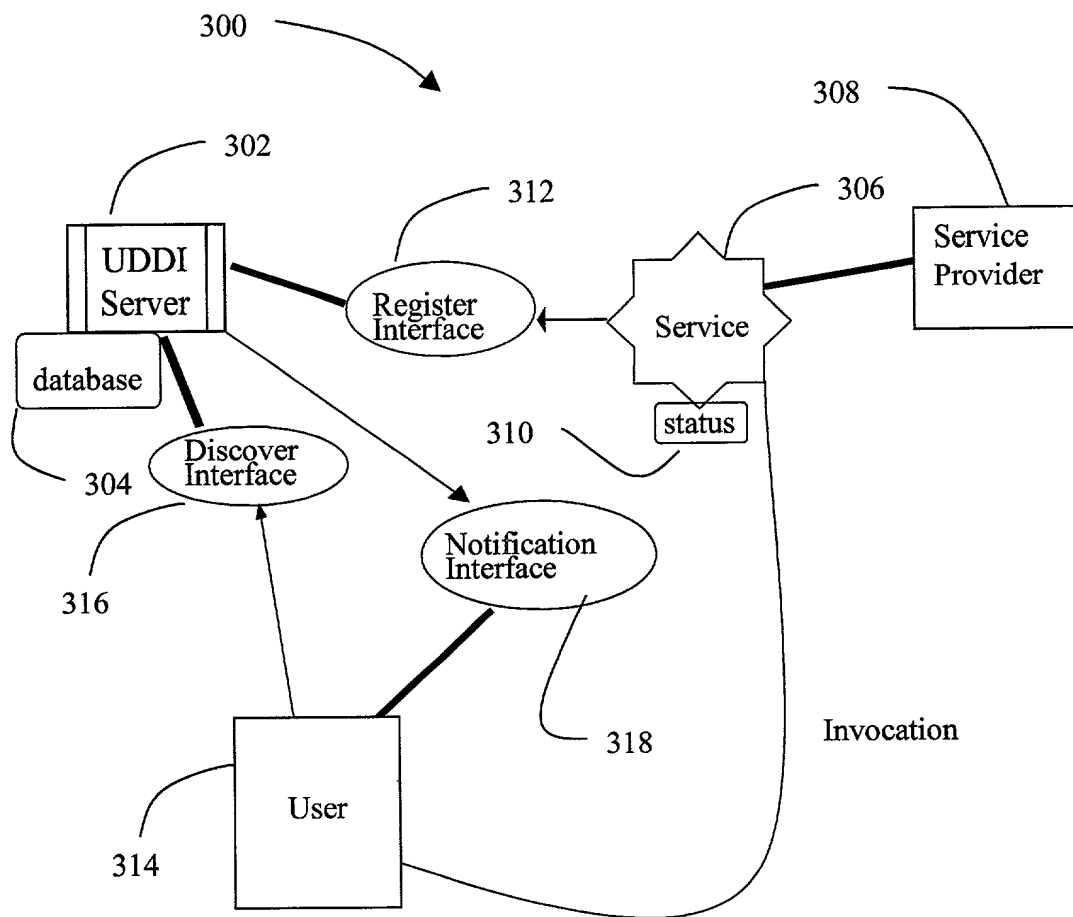 300
308
302
312
306
UDDI
Server
Service
Provider
Register
Interface
Service
database
status
310
Discover
Interface
304
Notification
Interface
316
318
Invocation
User
314